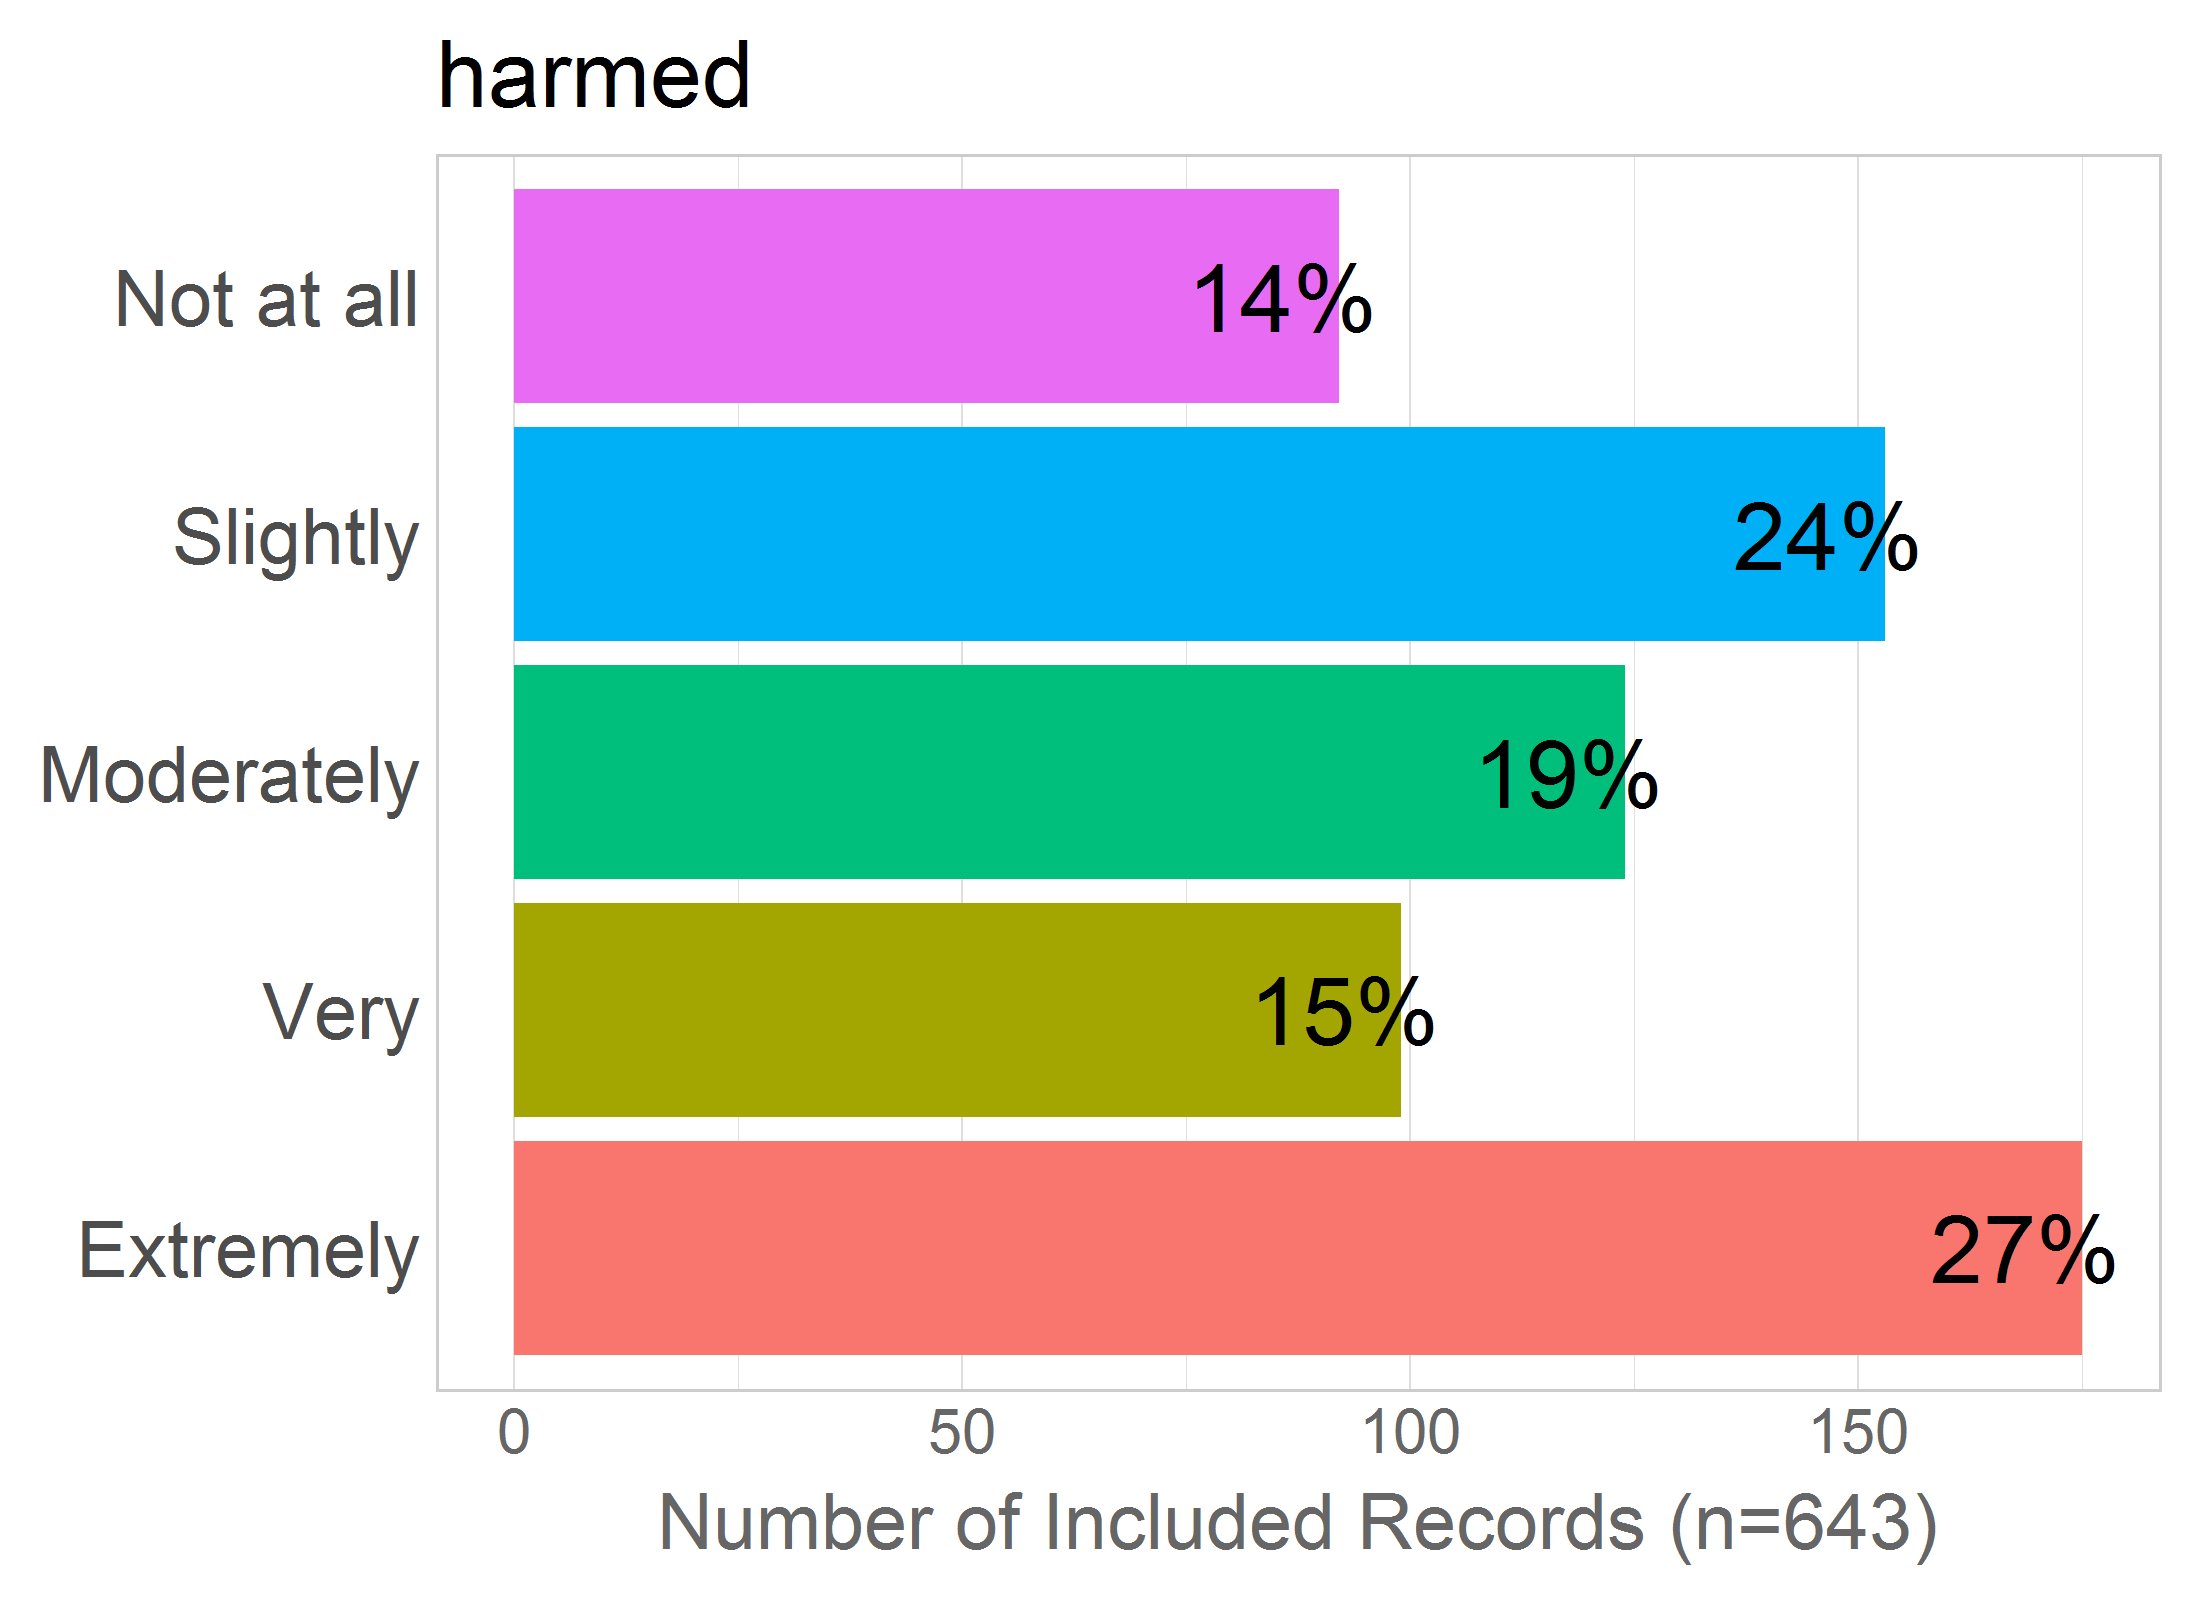 harmed
Not at all
14%
Slightly
24%
Moderately
19%
Very
15%
Extremely
27%
0 50 100 150
Number of Included Records (n=643)